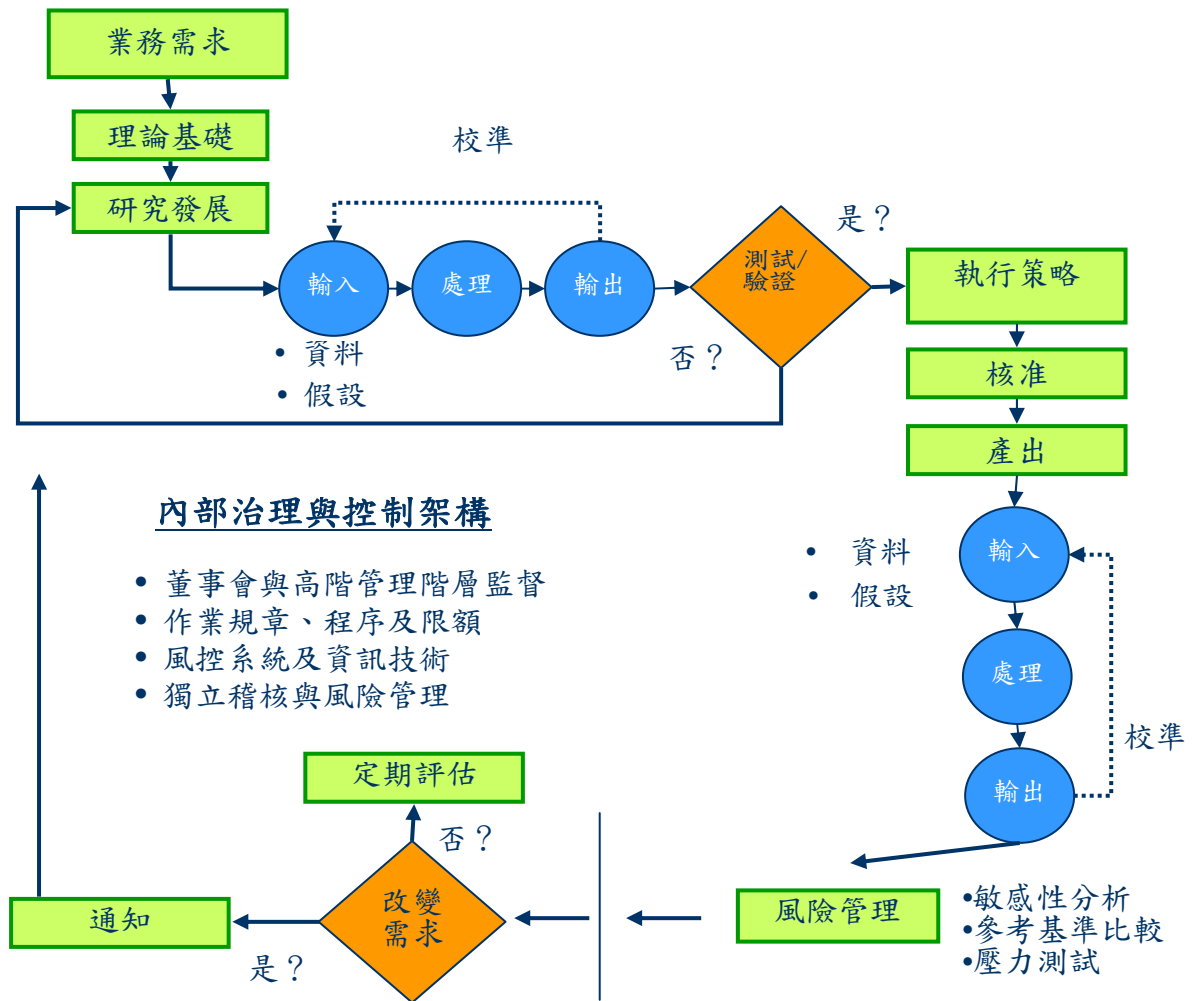 業務需求
理論基礎
校準
研究發展
是？
輸入
處理
輸出
測試/
驗證
執行策略
• 資料
• 假設
否？
核准
產出
內部治理與控制架構
• 董事會與高階管理階層監督
• 作業規章、程序及限額
• 風控系統及資訊技術
• 獨立稽核與風險管理
輸入
• 資料
• 假設
處理
校準
輸出
定期評估
否？
改變
需求
通知
是？
風險管理
•敏感性分析
•參考基準比較
•壓力測試